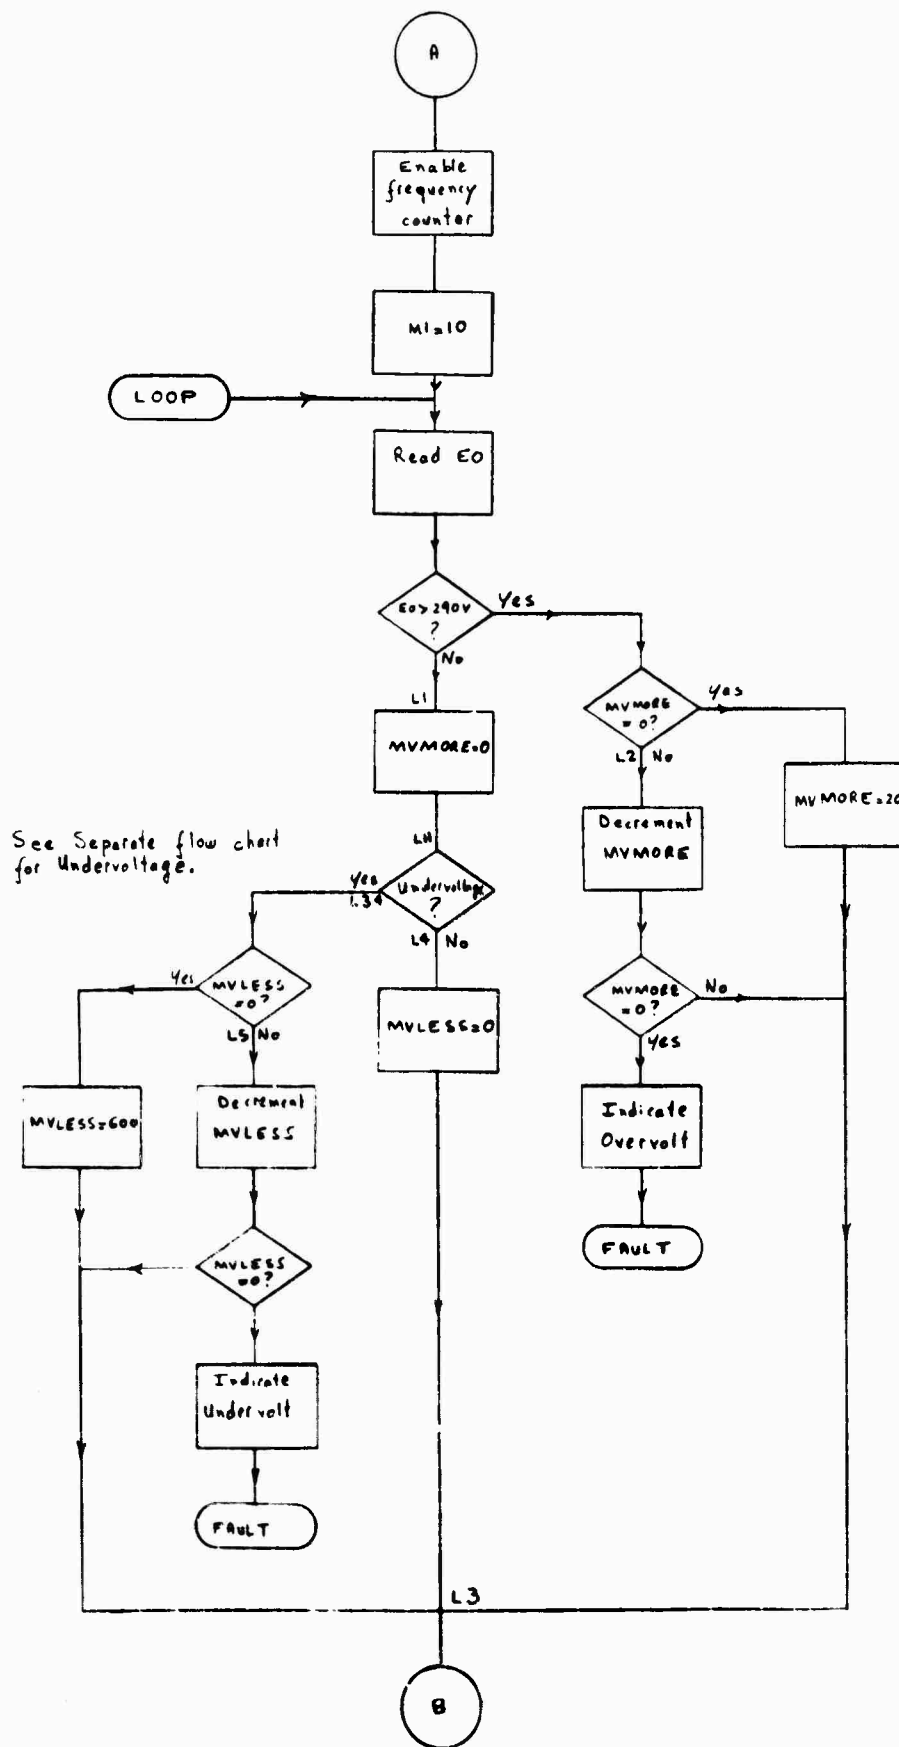 A
Enable
frequency
counter
M1=10
LOOP
Read EO
EO>290V
?
Yes
No
L1
MVMORE=0
MVMORE
=0?
Yes
L2 No
MVMORE=20
Decrement
MVMORE
See Separate flow chart
for Undervoltage.
L11
Undervoltage
?
Yes
L34
L4 No
MVLESS
=0?
Yes
L5 No
MVLESS=0
MVMORE
=0?
No
Yes
MVLESS=600
Decrement
MVLESS
Indicate
Overvolt
FAULT
MVLESS
=0?
Indicate
Undervolt
FAULT
L3
B